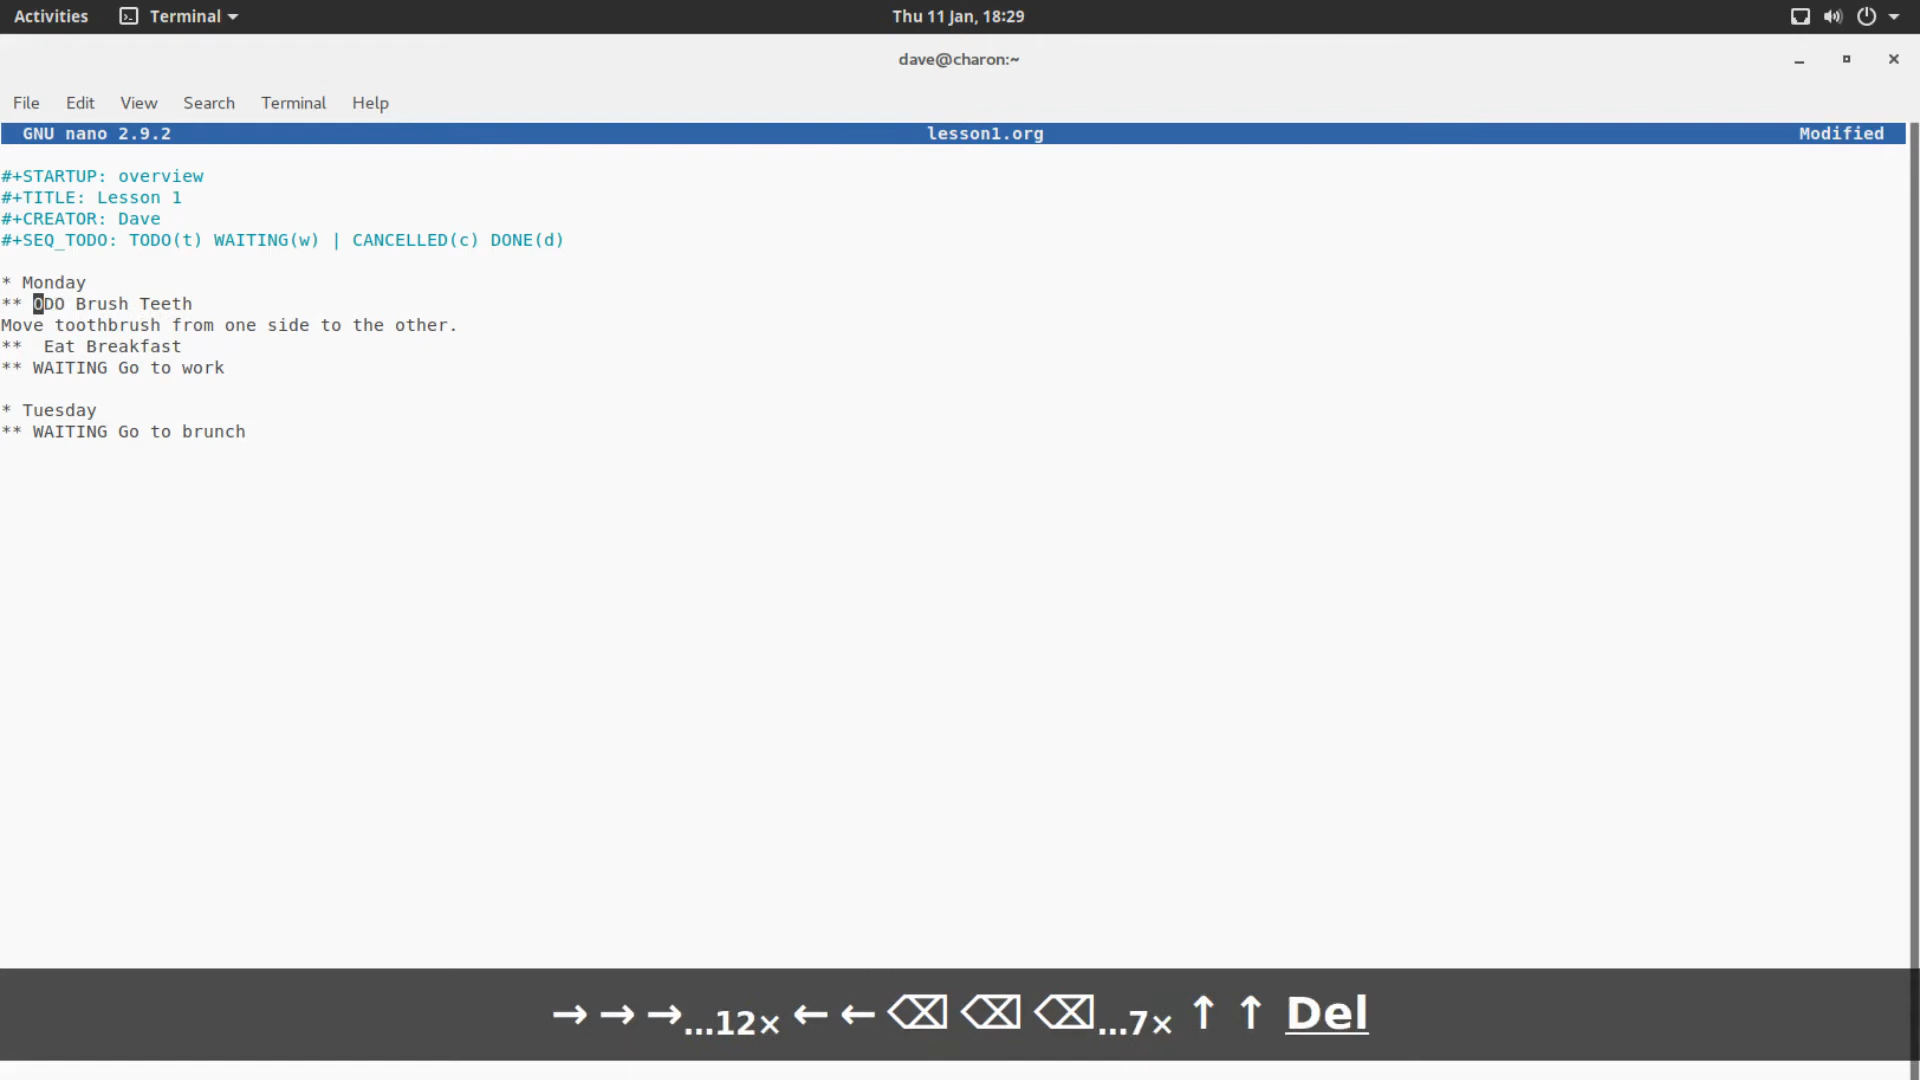 Activities Terminal Thu 11 Jan, 18:29
dave@charon:~
File Edit View Search Terminal Help
GNU nano 2.9.2 lesson1.org Modified
#+STARTUP: overview
#+TITLE: Lesson 1
#+CREATOR: Dave
#+SEQ_TODO: TODO(t) WAITING(w) | CANCELLED(c) DONE(d)
* Monday
** ODO Brush Teeth
Move toothbrush from one side to the other.
**  Eat Breakfast
** WAITING Go to work
* Tuesday
** WAITING Go to brunch
→ → →...12× ← ← ⌫ ⌫ ⌫...7× ↑ ↑ Del